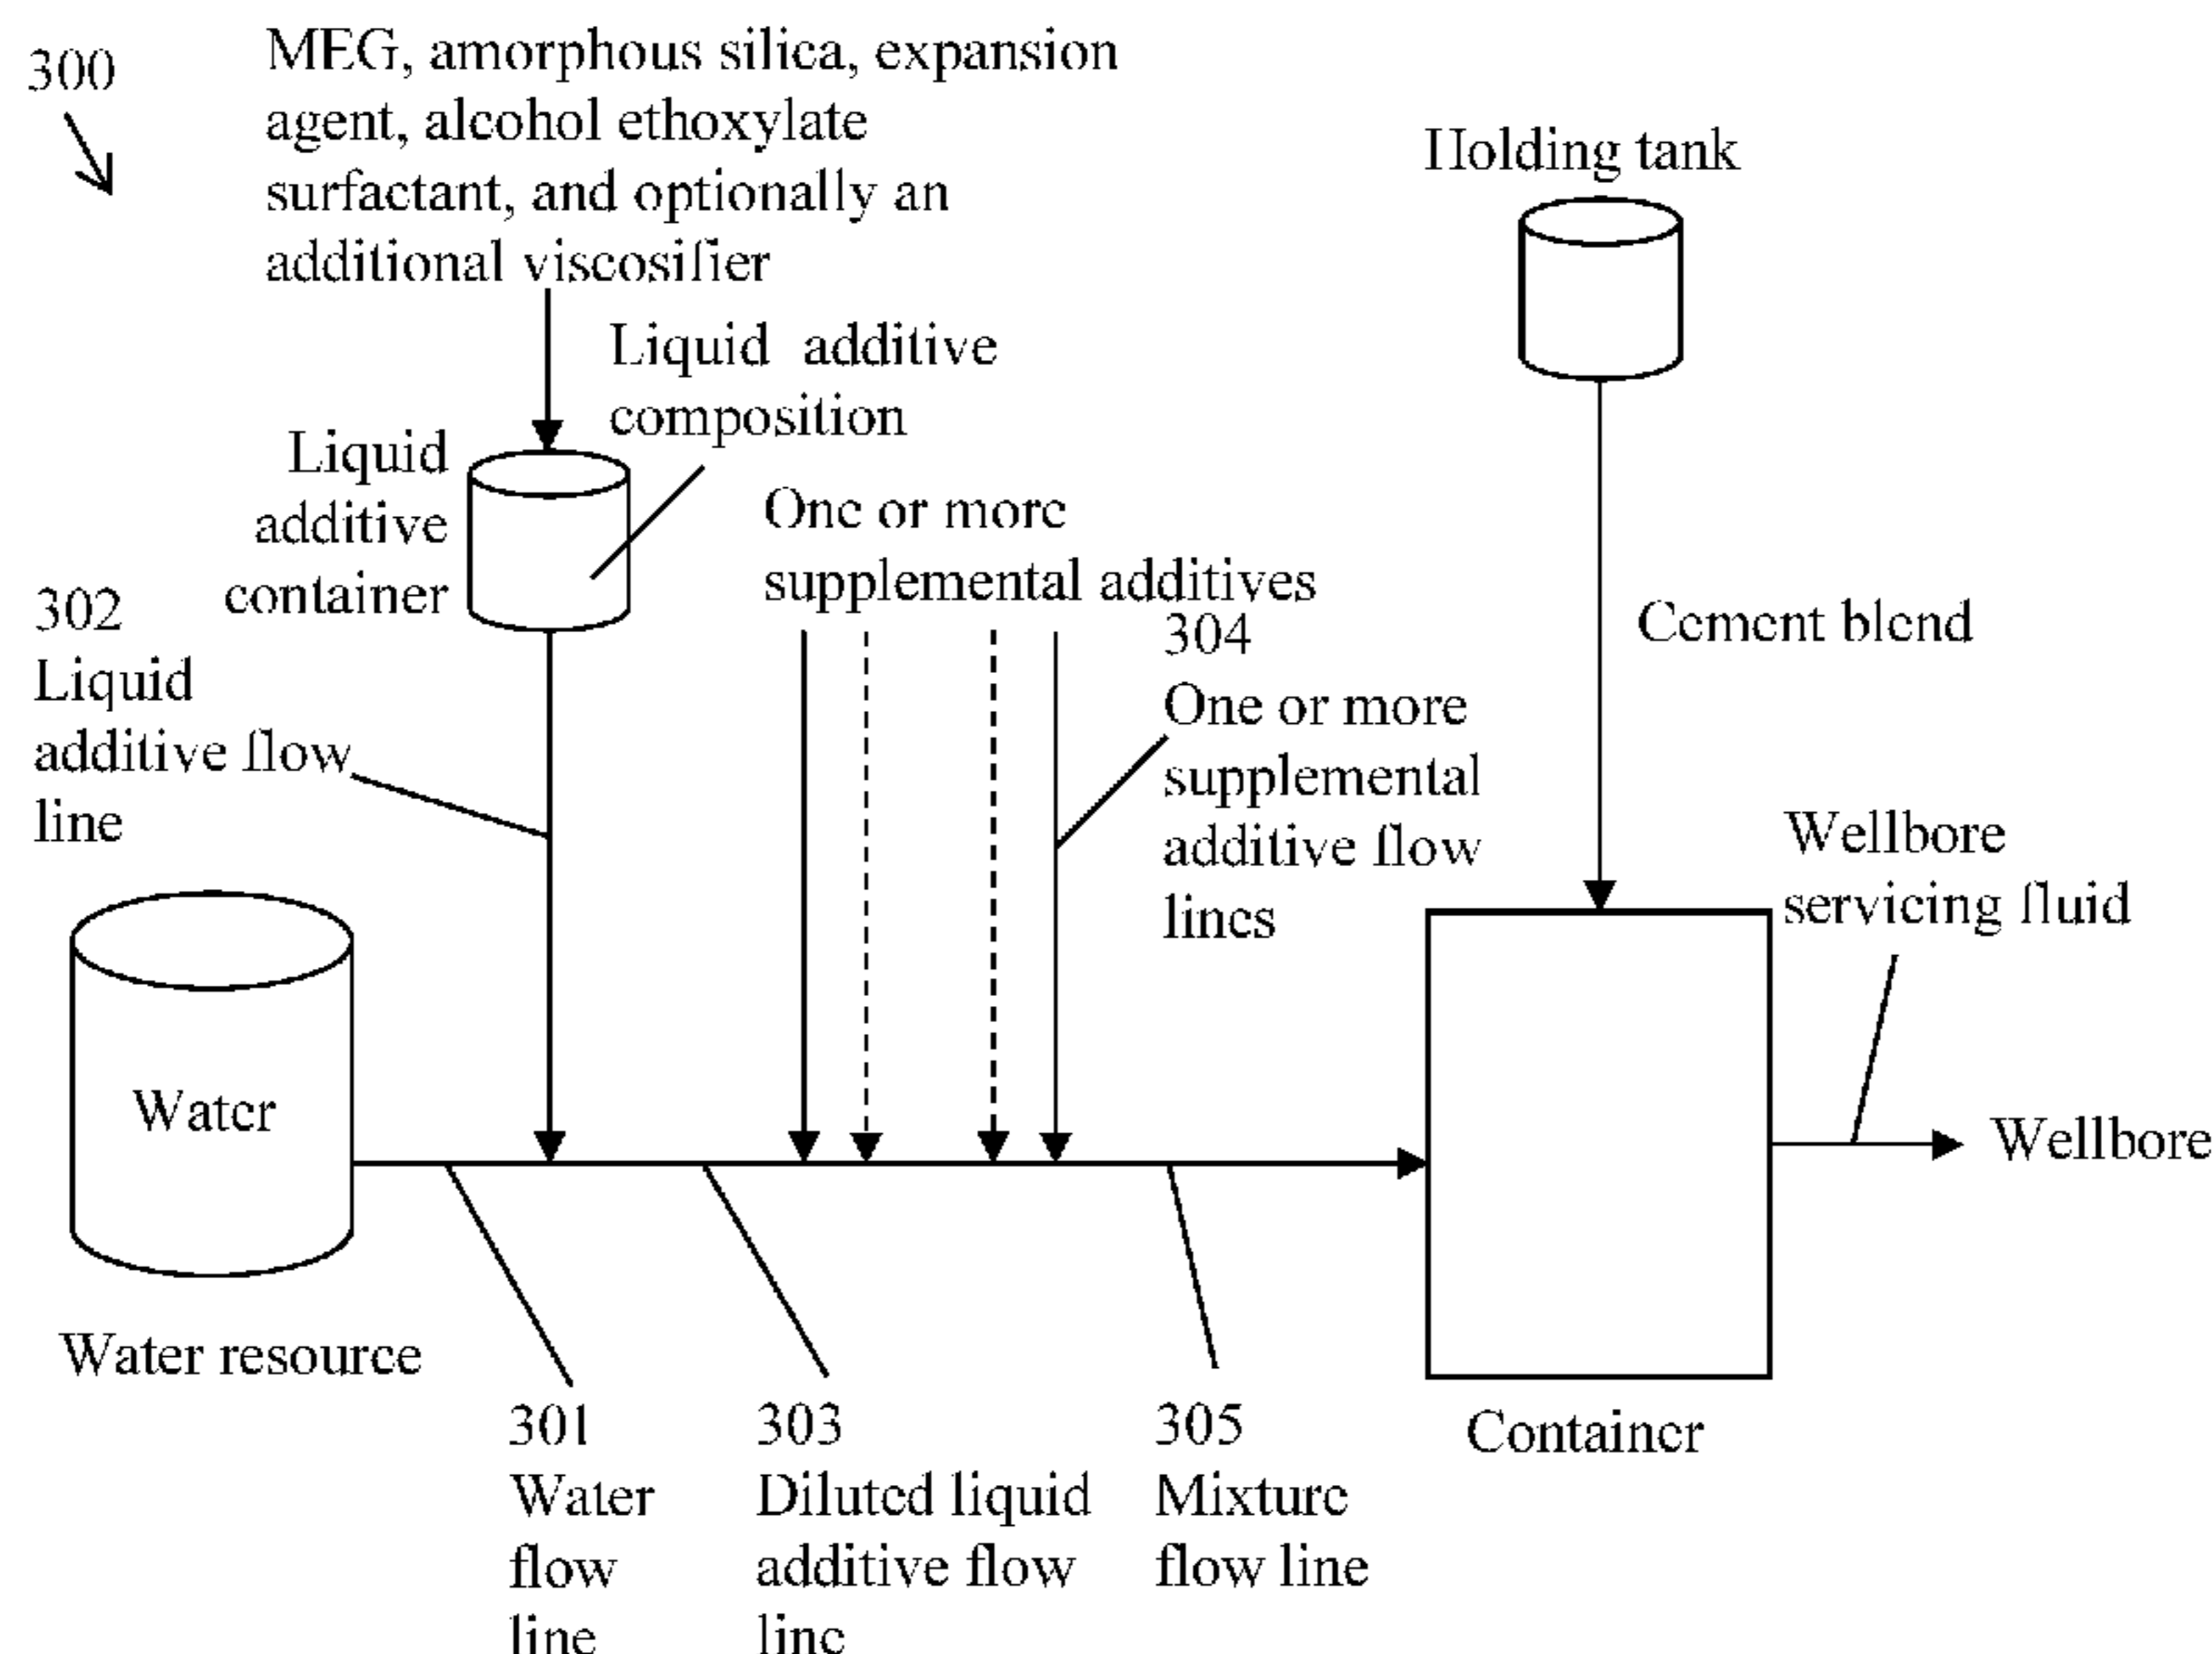 300
MEG, amorphous silica, expansion
agent, alcohol ethoxylate
surfactant, and optionally an
additional viscosifier
Holding tank
Liquid additive
composition
Liquid
additive
container
One or more
supplemental additives
302
Liquid
additive flow
line
304
One or more
supplemental
additive flow
lines
Cement blend
Wellbore
servicing fluid
Water
Wellbore
Water resource
301
Water
flow
line
303
Diluted liquid
additive flow
line
305
Mixture
flow line
Container